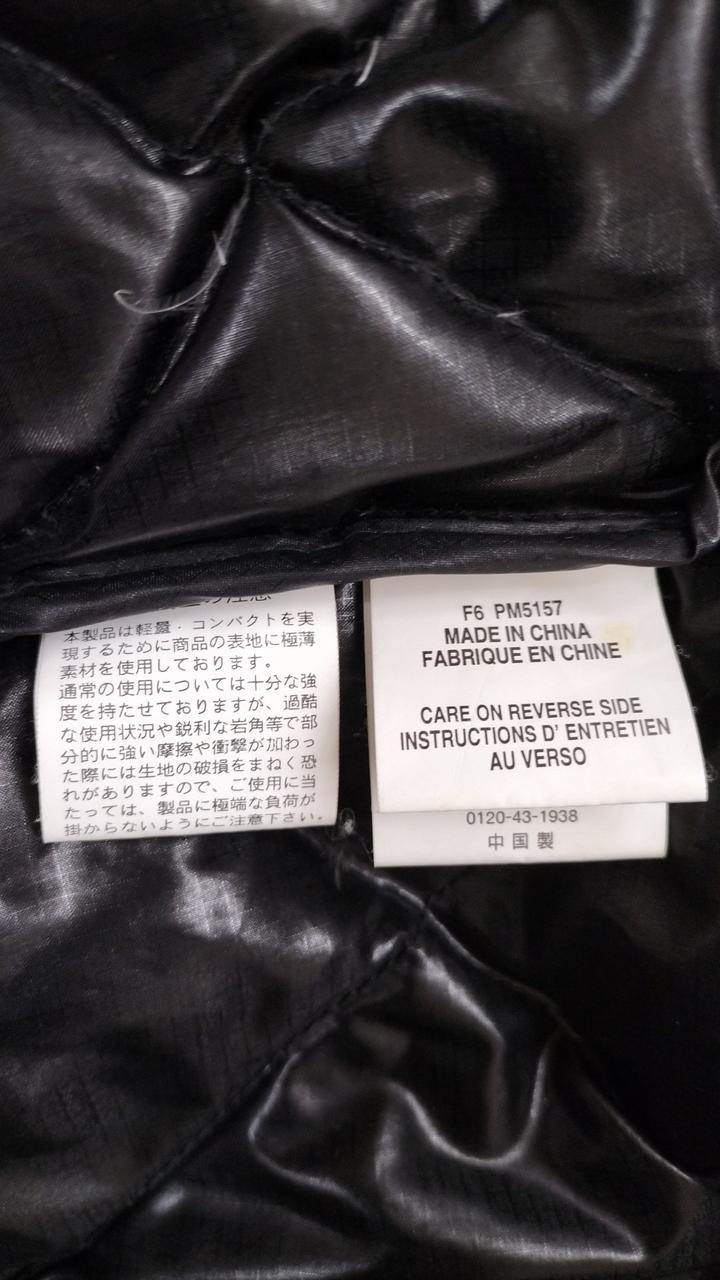 の注意
本製品は軽量・コンパクトを実
現するために商品の表地に極薄
素材を使用しております。
通常の使用については十分な強
度を持たせておりますが、過酷
な使用状況や鋭利な岩角等で部
分的に強い摩擦や衝撃が加わっ
た際には生地の破損をまねく恐
れがありますので、ご使用に当
たっては、製品に極端な負荷が
掛からないようにご注意下さい。
F6 PM5157
MADE IN CHINA
FABRIQUE EN CHINE
CARE ON REVERSE SIDE
INSTRUCTIONS D' ENTRETIEN
AU VERSO
0120-43-1938
中国製